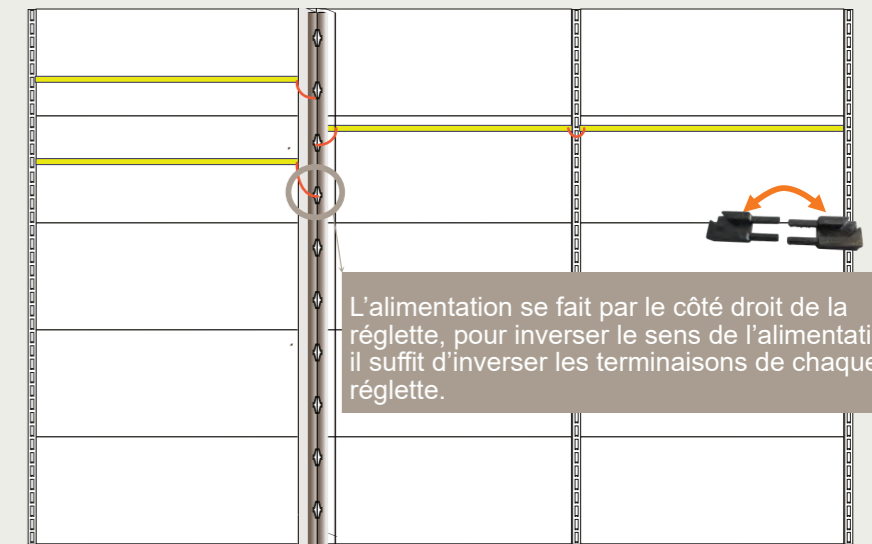 L’alimentation se fait par le côté droit de la
réglette, pour inverser le sens de l’alimentati
il suffit d’inverser les terminaisons de chaque
réglette.